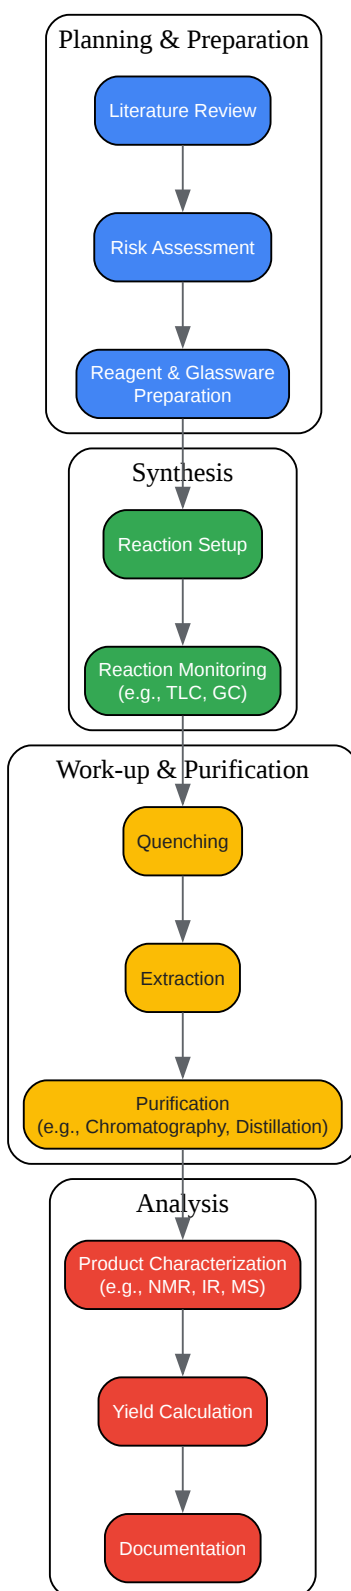 Planning & Preparation
Literature Review
Risk Assessment
Reagent & Glassware
Preparation
Synthesis
Reaction Setup
Reaction Monitoring
(e.g., TLC, GC)
Work-up & Purification
Quenching
Extraction
Purification
(e.g., Chromatography, Distillation)
Analysis
Product Characterization
(e.g., NMR, IR, MS)
Yield Calculation
Documentation